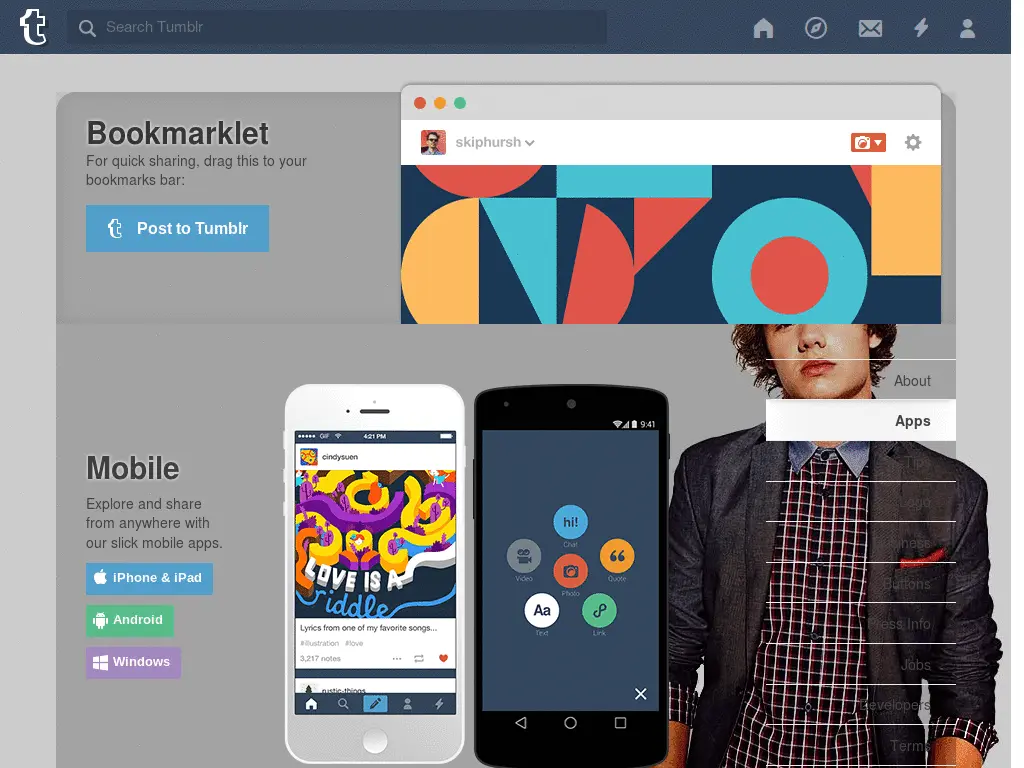 Search Tumblr
Bookmarklet
For quick sharing, drag this to your
bookmarks bar:
Post to Tumblr
skiphursh
About
Apps
Logo
Business
Buttons
Press Info
Jobs
Developers
Terms
Mobile
Explore and share
from anywhere with
our slick mobile apps.
iPhone & iPad
Android
Windows
GIF 4:21 PM
cindysuen
LOVE IS A
riddle
Lyrics from one of my favorite songs...
#illustration #love
3,217 notes
rustic-things
9:41
hi!
Chat
Video
Photo
Quote
Aa
Text
Link